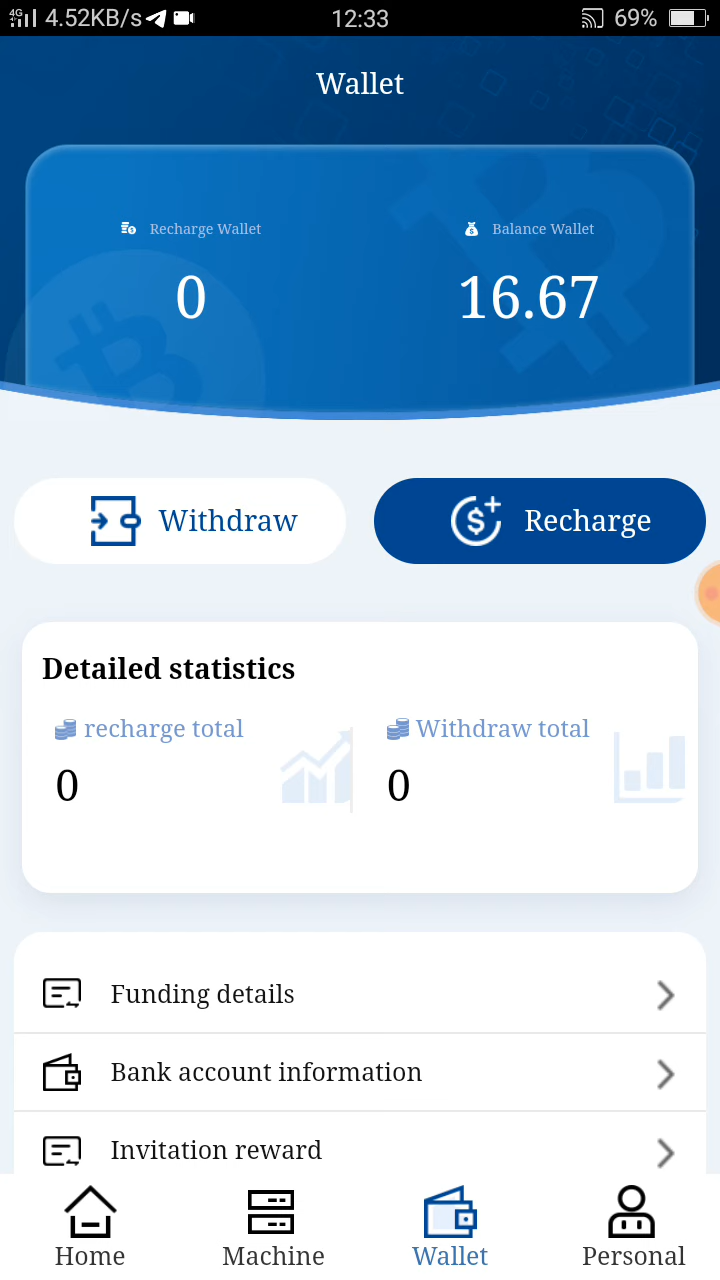 4G 4.52KB/s 12:33 69%
Wallet
Recharge Wallet Balance Wallet
0 16.67
Withdraw Recharge
Detailed statistics
recharge total Withdraw total
0 0
Funding details
Bank account information
Invitation reward
Home Machine Wallet Personal